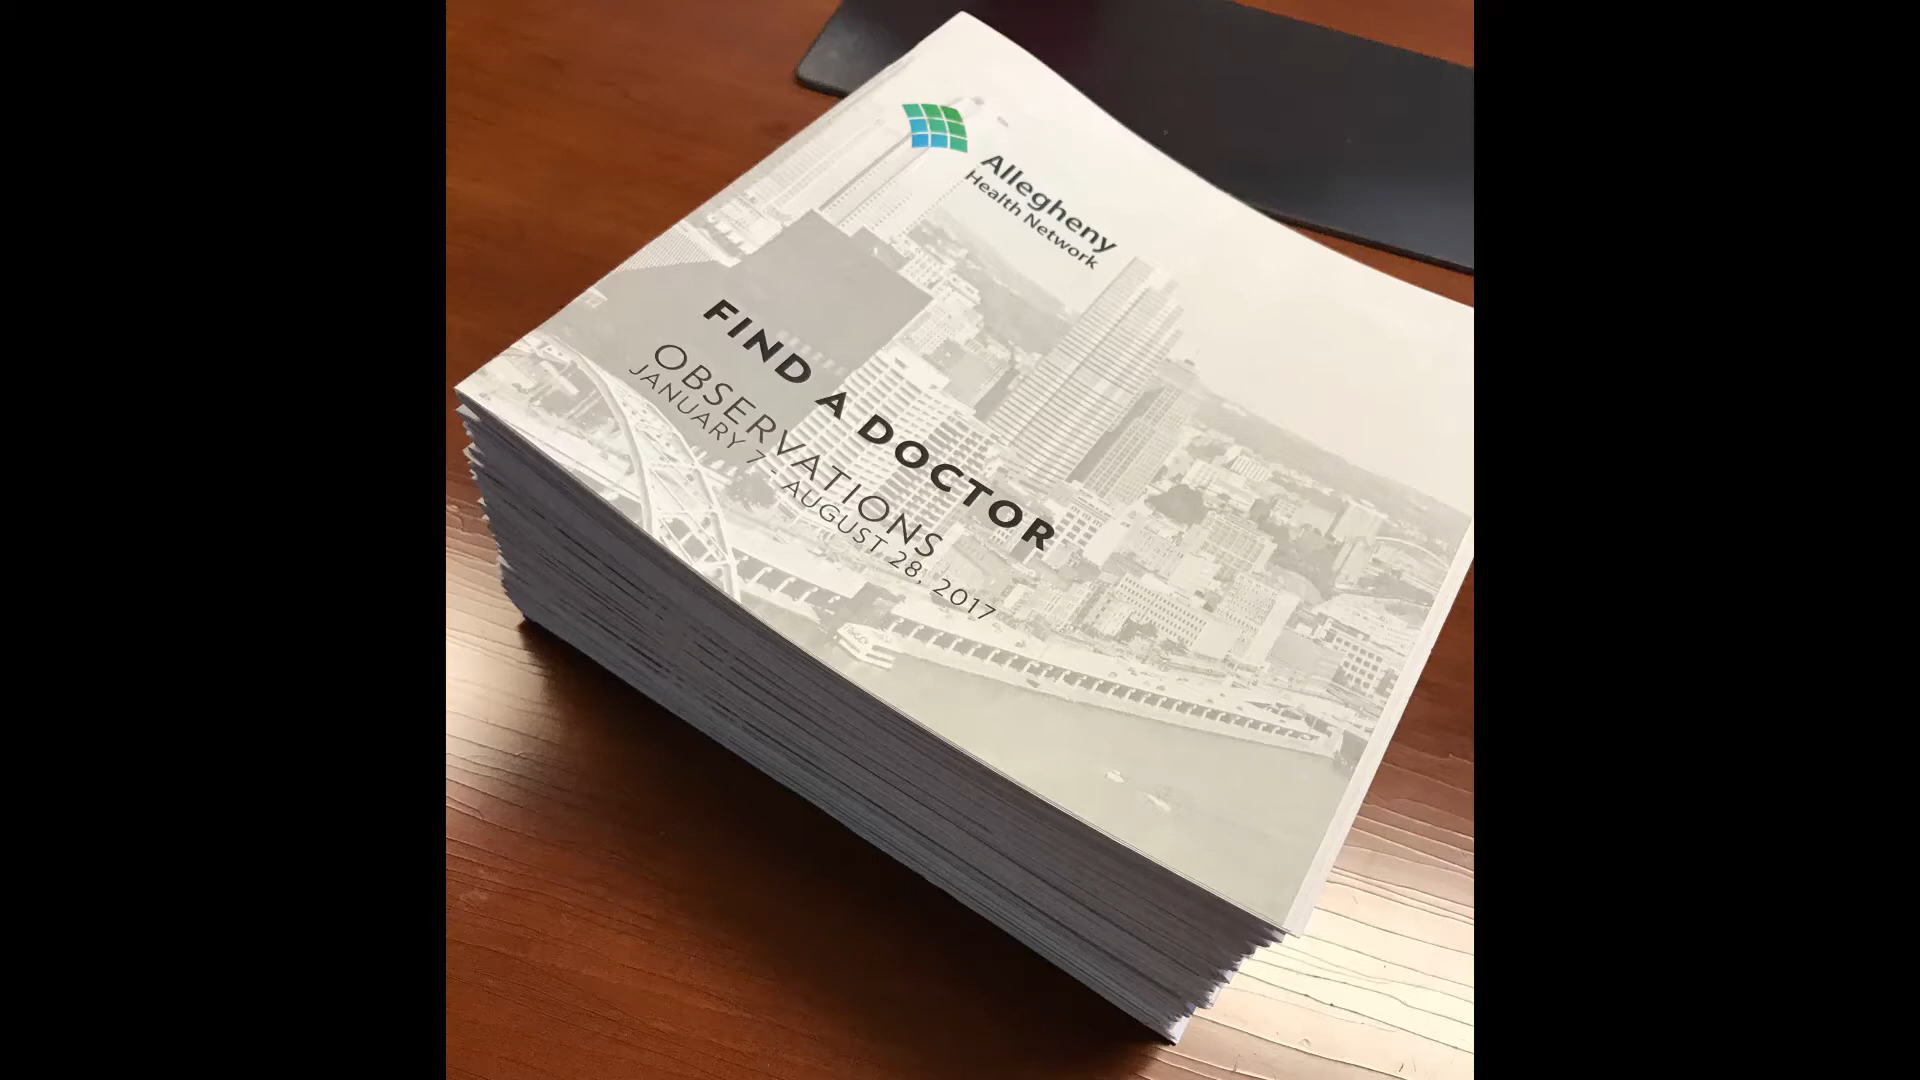 Allegheny
Health Network
FIND A DOCTOR
OBSERVATIONS
JANUARY 7 - AUGUST 28, 2017